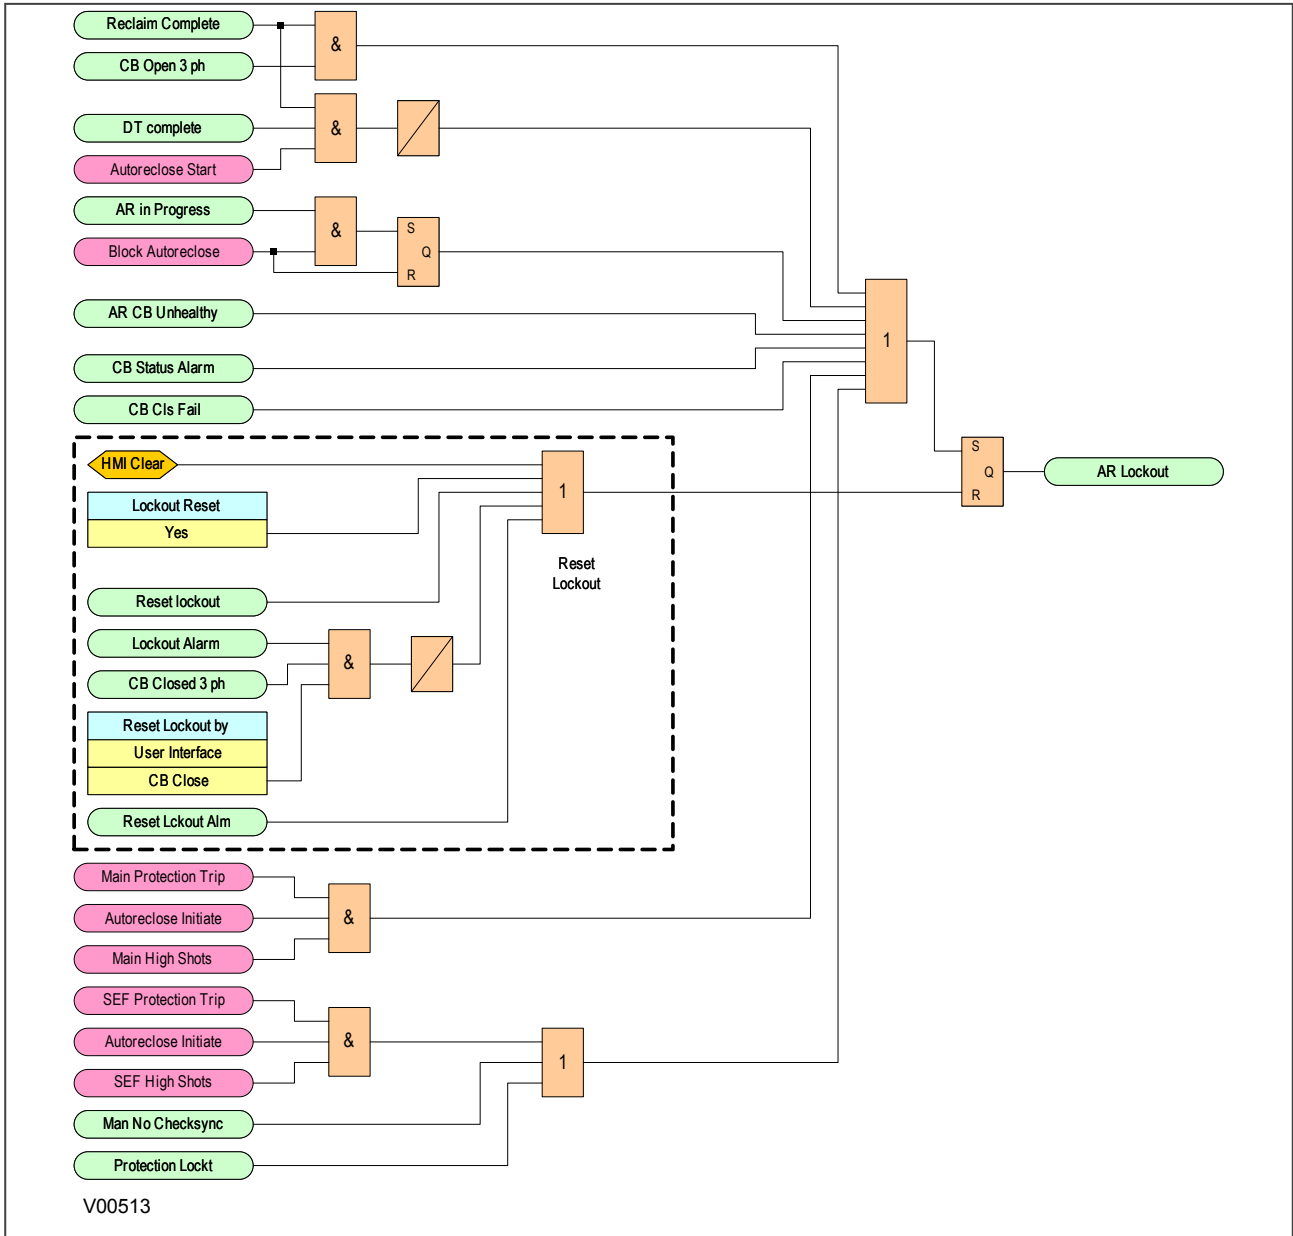 Reclaim Complete
&
CB Open 3 ph
DT complete
&
Autoreclose Start
AR in Progress
&
S
Q
R
Block Autoreclose
AR CB Unhealthy
1
CB Status Alarm
CB Cls Fail
S
Q
R
AR Lockout
HMI Clear
1
Lockout Reset
Yes
Reset
Lockout
Reset lockout
Lockout Alarm
&
CB Closed 3 ph
Reset Lockout by
User Interface
CB Close
Reset Lckout Alm
Main Protection Trip
Autoreclose Initiate
&
Main High Shots
SEF Protection Trip
Autoreclose Initiate
&
1
SEF High Shots
Man No Checksync
Protection Lockt
V00513